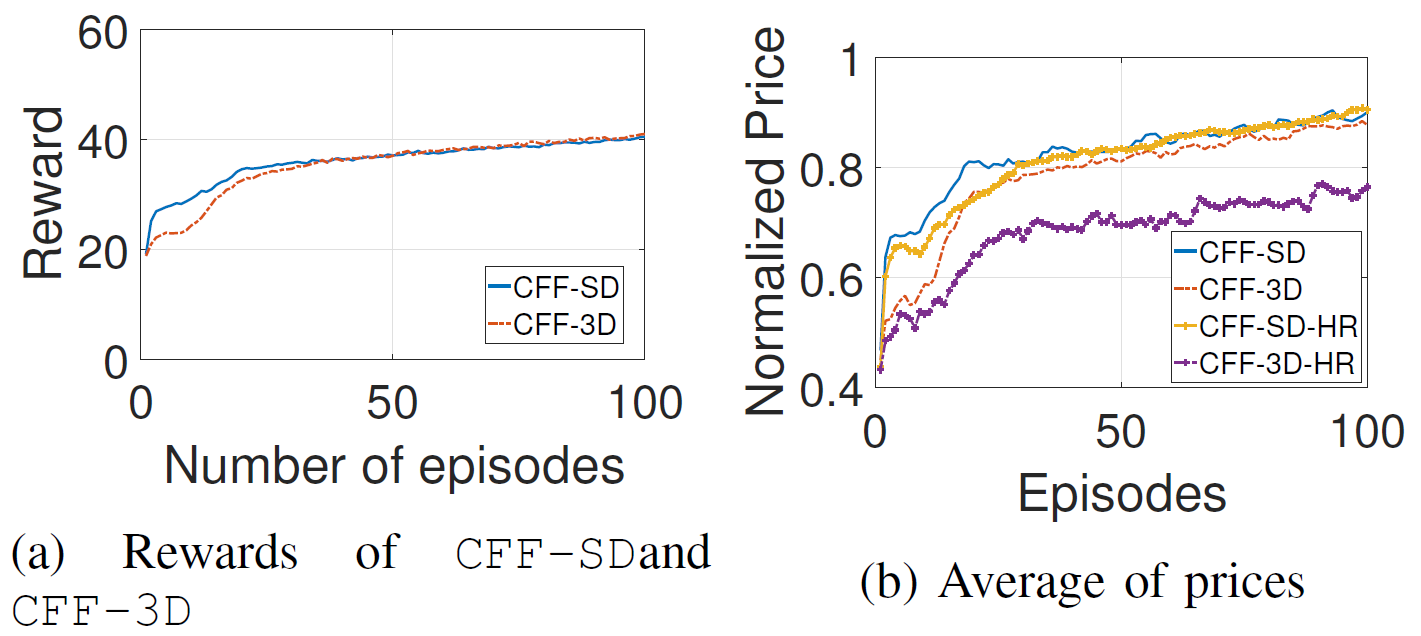 60
40
20
0
0 50 100
Reward
Number of episodes
CFF-SD
CFF-3D
(a) Rewards of CFF-SDand
CFF-3D
1
0.8
0.6
0.4
0 50 100
Normalized Price
Episodes
CFF-SD
CFF-3D
CFF-SD-HR
CFF-3D-HR
(b) Average of prices